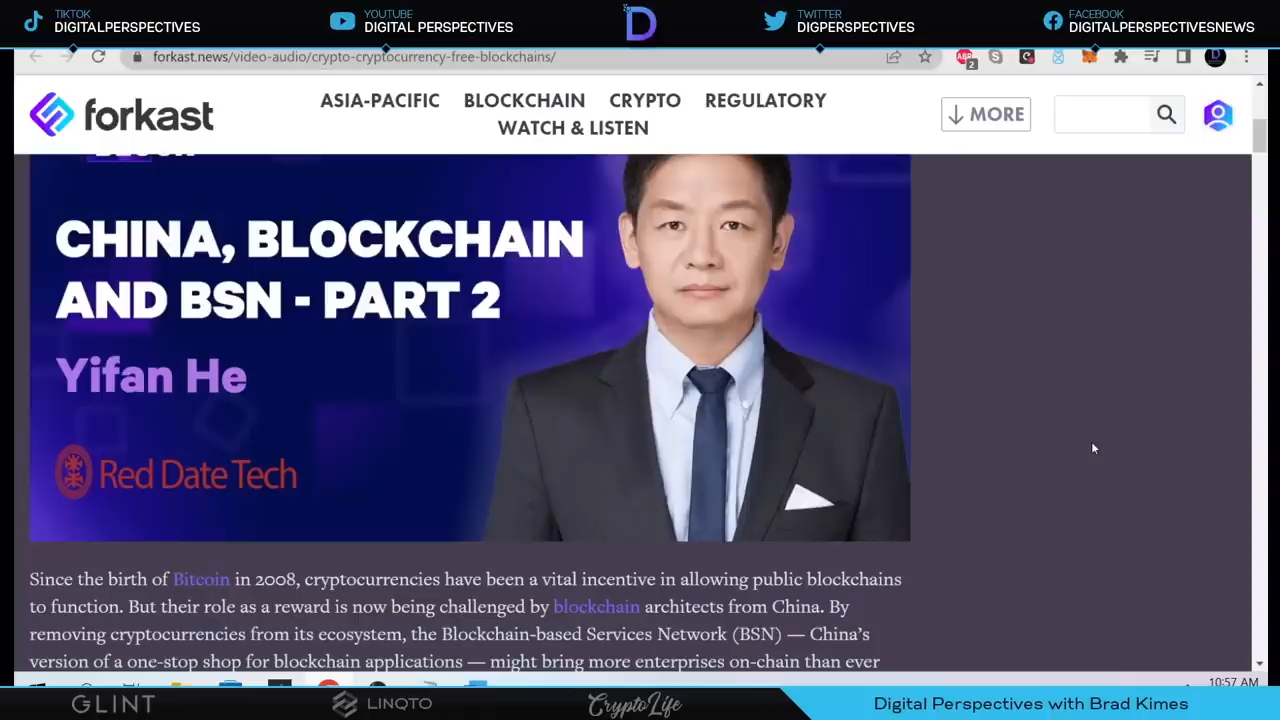 TIKTOK
DIGITALPERSPECTIVES
YOUTUBE
DIGITAL PERSPECTIVES
TWITTER
DIGPERSPECTIVES
FACEBOOK
DIGITALPERSPECTIVESNEWS
forkast.news/video-audio/crypto-cryptocurrency-free-blockchains/
ABP
2
forkast
ASIA-PACIFIC BLOCKCHAIN CRYPTO REGULATORY
WATCH & LISTEN
MORE
CHINA, BLOCKCHAIN
AND BSN - PART 2
Yifan He
Red Date Tech
Since the birth of Bitcoin in 2008, cryptocurrencies have been a vital incentive in allowing public blockchains
to function. But their role as a reward is now being challenged by blockchain architects from China. By
removing cryptocurrencies from its ecosystem, the Blockchain-based Services Network (BSN) — China's
version of a one-stop shop for blockchain applications — might bring more enterprises on-chain than ever
10:57 AM
GLINT
LINQTO
CryptoLife
Digital Perspectives with Brad Kimes